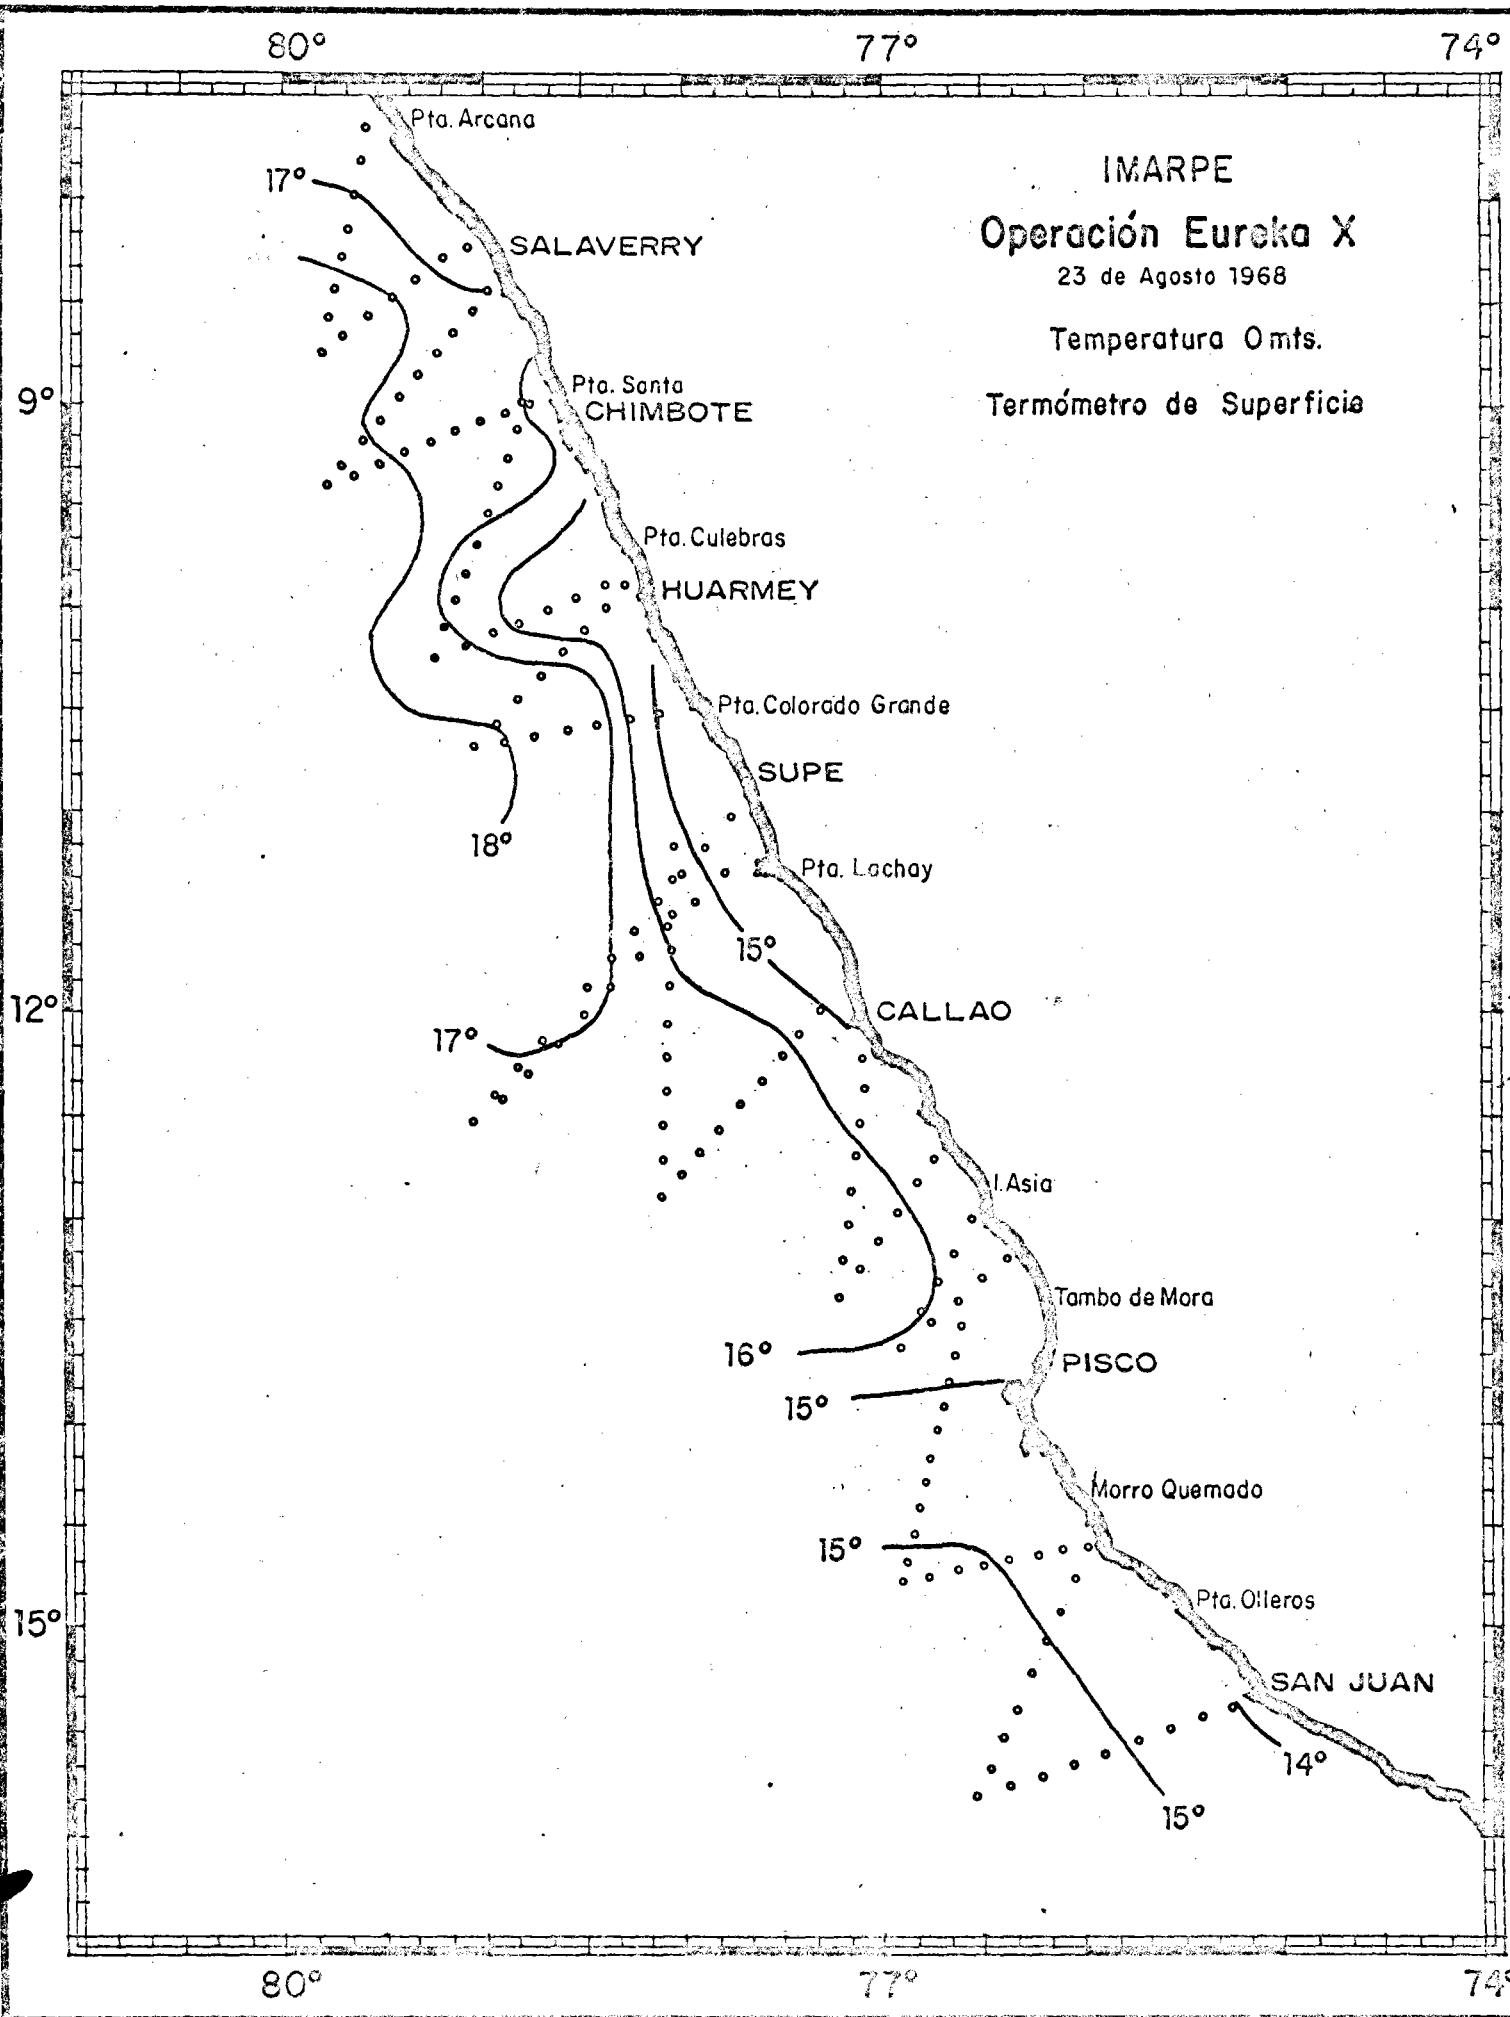 80° 77° 74°
Pta. Arcana
IMARPE
17°
Operación Eureka X
SALAVERRY
23 de Agosto 1968
Temperatura 0 mts.
Pta. Santa
9°
CHIMBOTE
Termómetro de Superficie
Pta. Culebras
HUARMEY
Pta. Colorado Grande
SUPE
18°
Pta. Lachay
15°
12°
CALLAO
17°
I. Asia
Tambo de Mora
16°
PISCO
15°
Morro Quemado
15°
Pta. Olleros
15°
SAN JUAN
14°
15°
80° 77° 74°